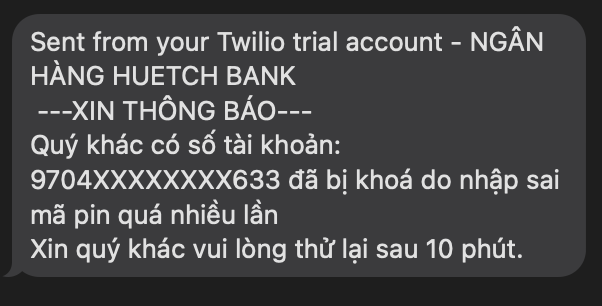 Sent from your Twilio trial account - NGÂN
HÀNG HUETCH BANK
---XIN THÔNG BÁO---
Quý khác có số tài khoản:
9704XXXXXXXX633 đã bị khoá do nhập sai
mã pin quá nhiều lần
Xin quý khác vui lòng thử lại sau 10 phút.